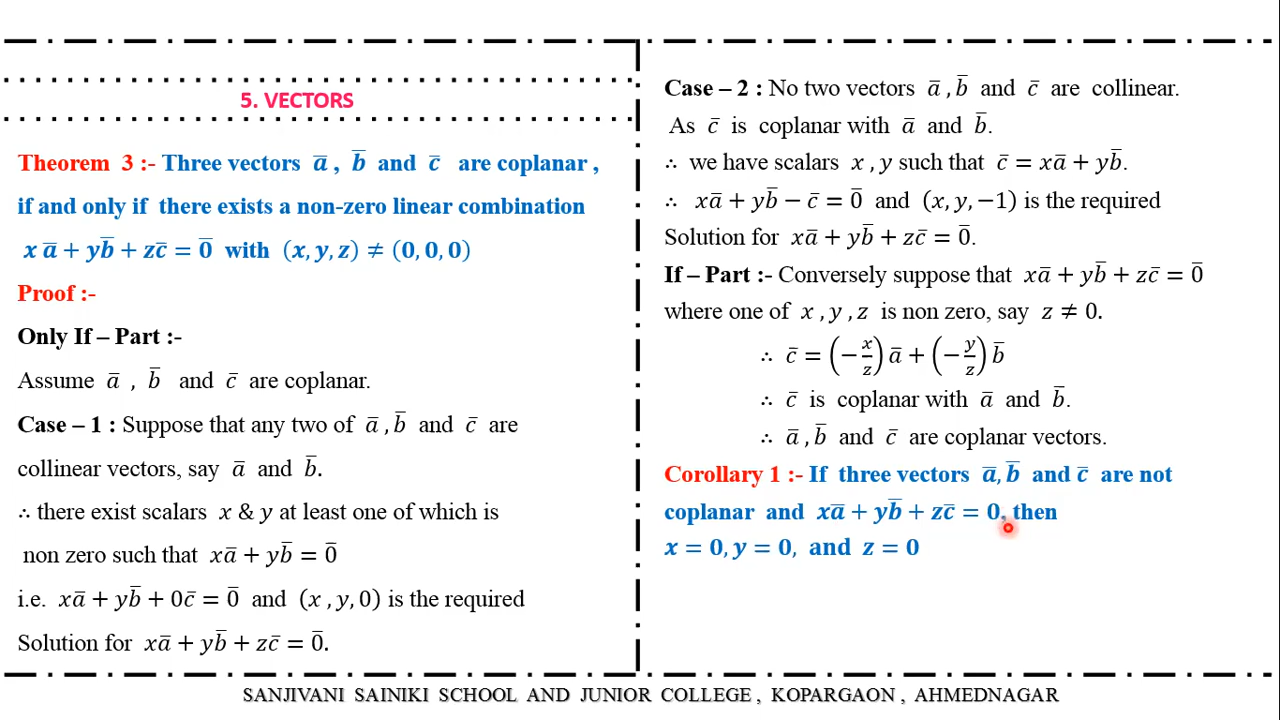 5. VECTORS
Theorem 3 :- Three vectors a̅ , b̅ and c̅ are coplanar ,
if and only if there exists a non-zero linear combination
x a̅ + yb̅ + zc̅ = 0̅ with (x, y, z) ≠ (0, 0, 0)
Proof :-
Only If – Part :-
Assume a̅ , b̅ and c̅ are coplanar.
Case – 1 : Suppose that any two of a̅ , b̅ and c̅ are
collinear vectors, say a̅ and b̅.
∴ there exist scalars x & y at least one of which is
non zero such that xa̅ + yb̅ = 0̅
i.e. xa̅ + yb̅ + 0c̅ = 0̅ and (x , y, 0) is the required
Solution for xa̅ + yb̅ + zc̅ = 0̅.
Case – 2 : No two vectors a̅ , b̅ and c̅ are collinear.
As c̅ is coplanar with a̅ and b̅.
∴ we have scalars x , y such that c̅ = xa̅ + yb̅.
∴ xa̅ + yb̅ − c̅ = 0̅ and (x, y, −1) is the required
Solution for xa̅ + yb̅ + zc̅ = 0̅.
If – Part :- Conversely suppose that xa̅ + yb̅ + zc̅ = 0̅
where one of x , y , z is non zero, say z ≠ 0.
∴ c̅ = (−x/z) a̅ + (−y/z) b̅
∴ c̅ is coplanar with a̅ and b̅.
∴ a̅ , b̅ and c̅ are coplanar vectors.
Corollary 1 :- If three vectors a̅, b̅ and c̅ are not
coplanar and xa̅ + yb̅ + zc̅ = 0, then
x = 0, y = 0, and z = 0
SANJIVANI SAINIKI SCHOOL AND JUNIOR COLLEGE , KOPARGAON , AHMEDNAGAR